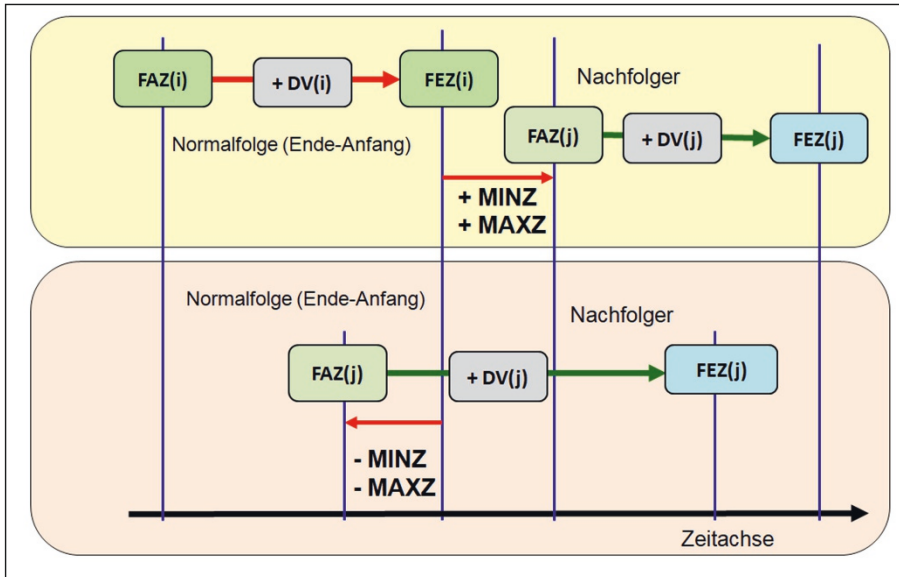 FAZ(i)
+ DV(i)
FEZ(i)
Nachfolger
FAZ(j)
+ DV(j)
FEZ(j)
Normalfolge (Ende-Anfang)
+ MINZ
+ MAXZ
Normalfolge (Ende-Anfang)
Nachfolger
FAZ(j)
+ DV(j)
FEZ(j)
- MINZ
- MAXZ
Zeitachse